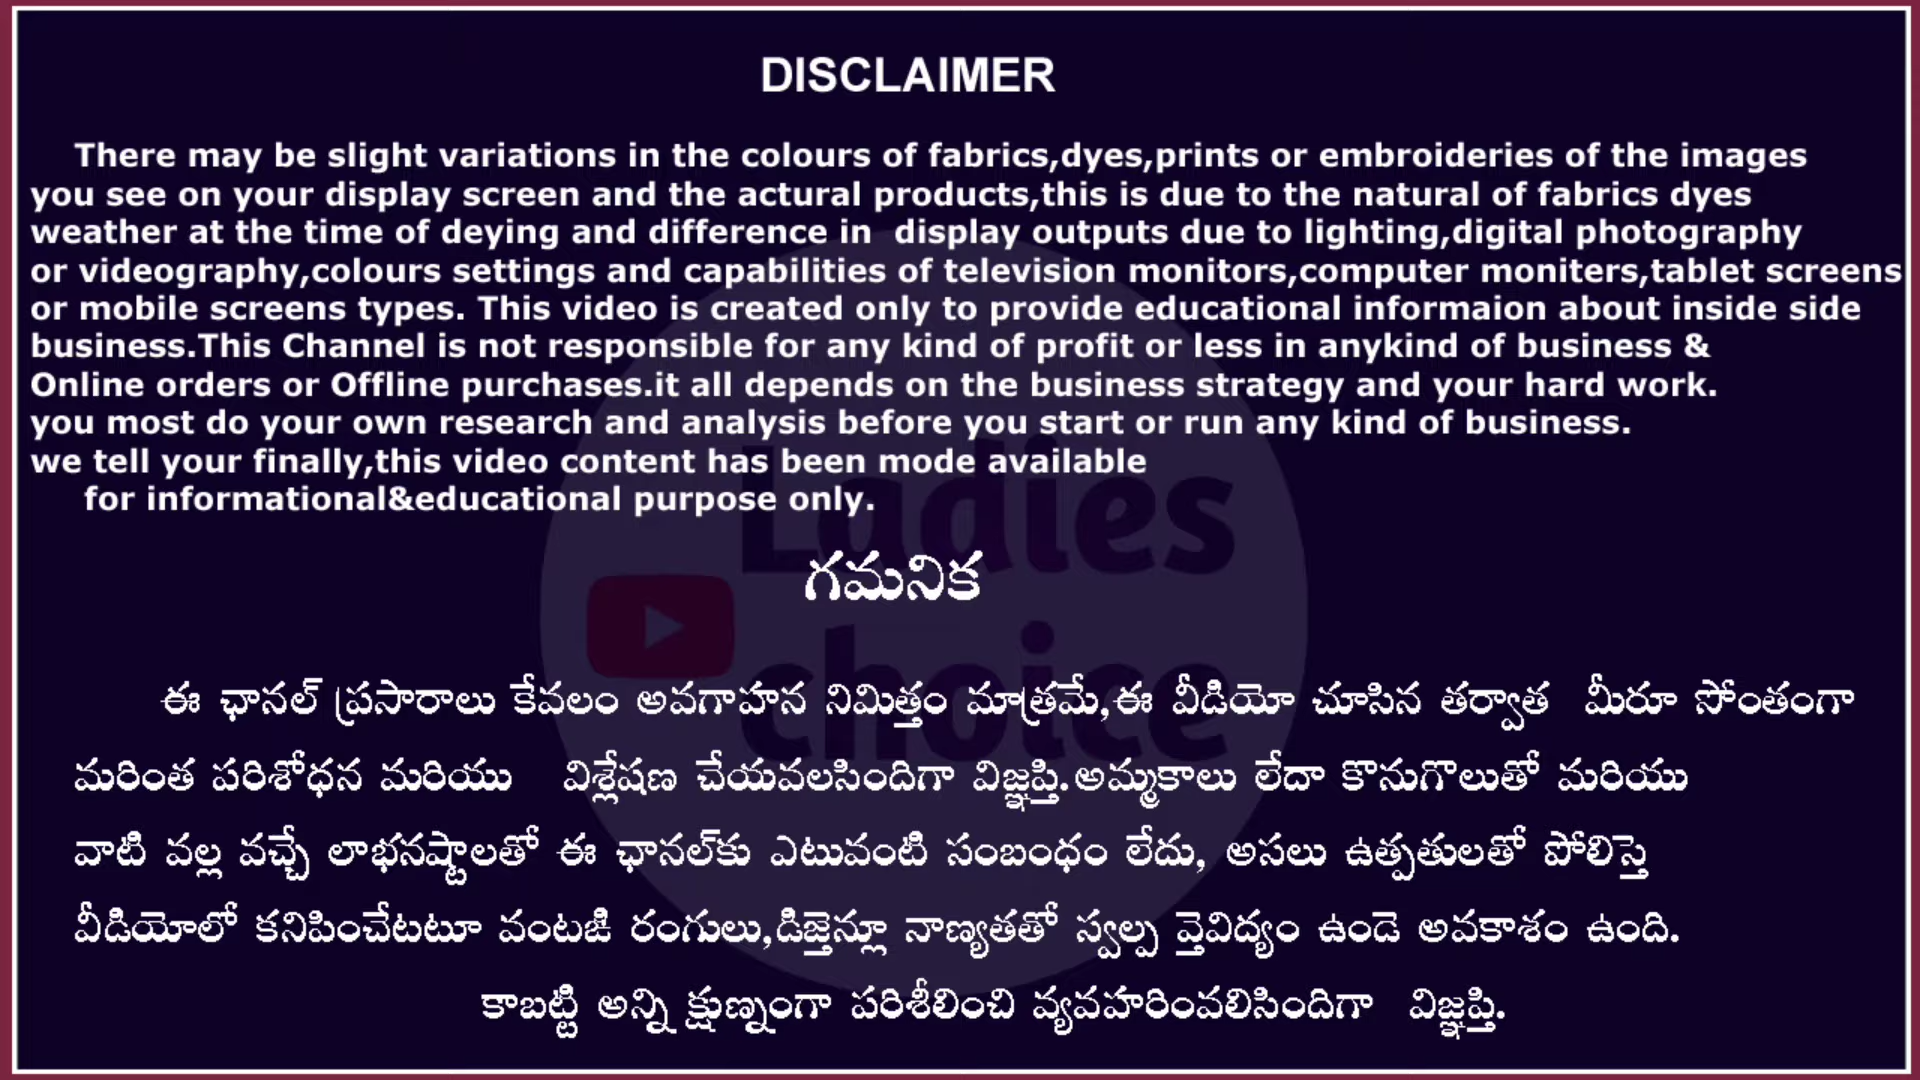 DISCLAIMER
There may be slight variations in the colours of fabrics,dyes,prints or embroideries of the images
you see on your display screen and the actural products,this is due to the natural of fabrics dyes
weather at the time of deying and difference in display outputs due to lighting,digital photography
or videography,colours settings and capabilities of television monitors,computer moniters,tablet screens
or mobile screens types. This video is created only to provide educational informaion about inside side
business.This Channel is not responsible for any kind of profit or less in anykind of business &
Online orders or Offline purchases.it all depends on the business strategy and your hard work.
you most do your own research and analysis before you start or run any kind of business.
we tell your finally,this video content has been mode available
for informational&educational purpose only.
Ladies
గమనిక
choice
ఈ ఛానల్ ప్రసారాలు కేవలం అవగాహన నిమిత్తం మాత్రమే,ఈ వీడియో చూసిన తర్వాత మీరూ సోంతంగా
మరింత పరిశోధన మరియు విశ్లేషణ చేయవలసిందిగా విజ్ఞప్తి.అమ్మకాలు లేదా కొనుగొలుతో మరియు
వాటి వల్ల వచ్చే లాభనష్టాలతో ఈ ఛానల్‌కు ఎటువంటి సంబంధం లేదు, అసలు ఉత్పతులతో పోలిస్తె
వీడియోలో కనిపించేటటూ వంటఙి రంగులు,డిజైన్లూ నాణ్యతతో స్వల్ప వైవిద్యం ఉండె అవకాశం ఉంది.
కాబట్టి అన్ని క్షుణ్నంగా పరిశీలించి వ్యవహరింవలిసిందిగా విజ్ఞప్తి.